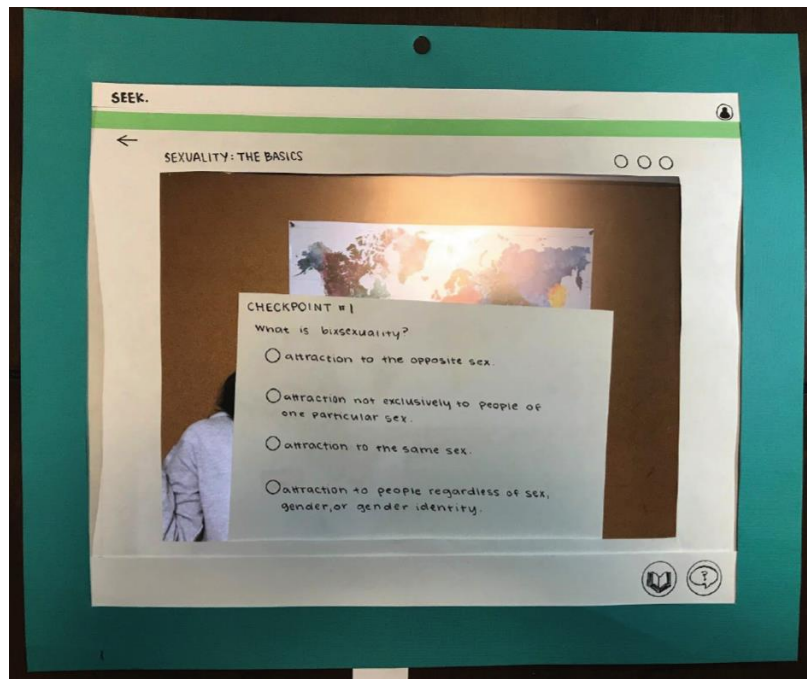 SEEK.
SEXUALITY: THE BASICS
CHECKPOINT #1
What is bixsexuality?
attraction to the opposite sex.
attraction not exclusively to people of
one particular sex.
attraction to the same sex.
attraction to people regardless of sex,
gender, or gender identity.
?